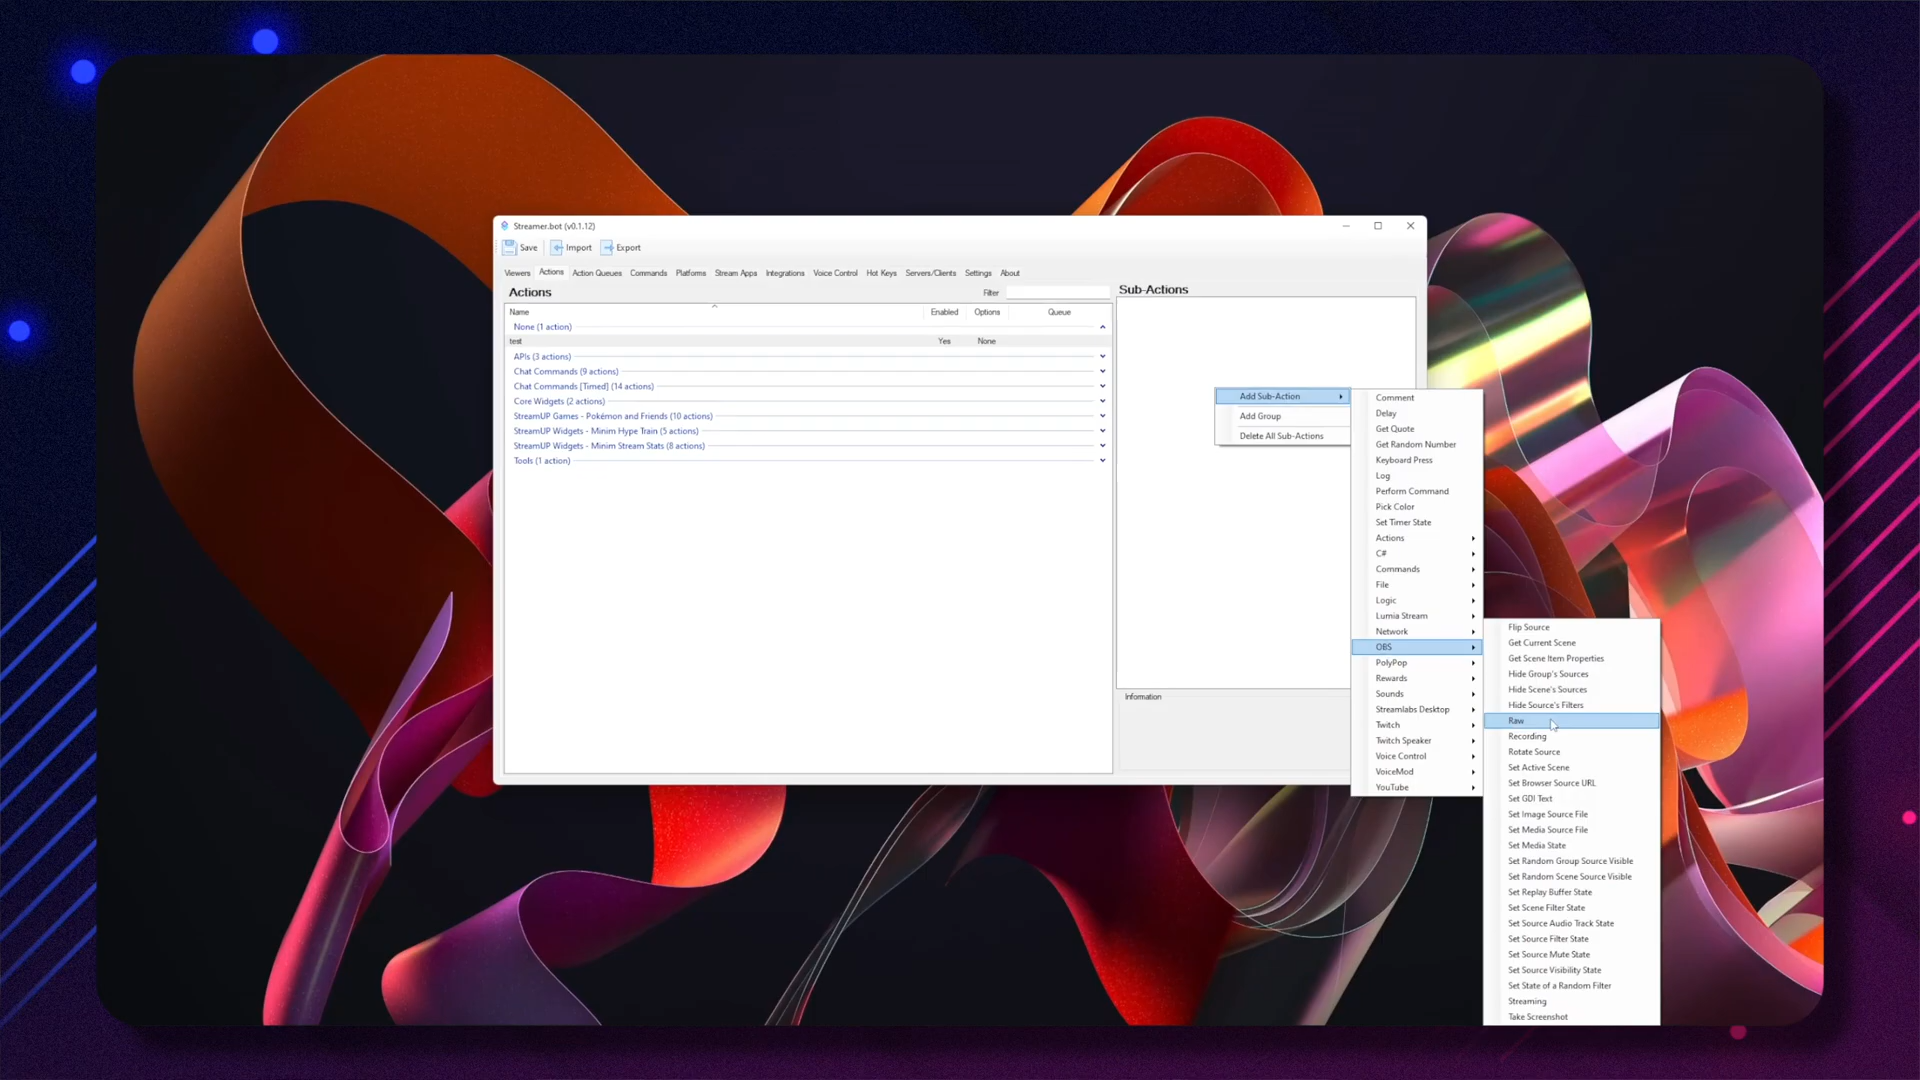 Streamer.bot (v0.1.12)
Save Import Export
Viewers Actions Action Queues Commands Platforms Stream Apps Integrations Voice Control Hot Keys Servers/Clients Settings About
Actions
Filter
Sub-Actions
Name Enabled Options Queue
None (1 action)
test Yes None
APIs (3 actions)
Chat Commands (9 actions)
Chat Commands [Timed] (14 actions)
Core Widgets (2 actions)
StreamUP Games - Pokémon and Friends (10 actions)
StreamUP Widgets - Minim Hype Train (5 actions)
StreamUP Widgets - Minim Stream Stats (8 actions)
Tools (1 action)
Information
Add Sub-Action
Add Group
Delete All Sub-Actions
Comment
Delay
Get Quote
Get Random Number
Keyboard Press
Log
Perform Command
Pick Color
Set Timer State
Actions
C#
Commands
File
Logic
Lumia Stream
Network
OBS
PolyPop
Rewards
Sounds
Streamlabs Desktop
Twitch
Twitch Speaker
Voice Control
VoiceMod
YouTube
Flip Source
Get Current Scene
Get Scene Item Properties
Hide Group's Sources
Hide Scene's Sources
Hide Source's Filters
Raw
Recording
Rotate Source
Set Active Scene
Set Browser Source URL
Set GDI Text
Set Image Source File
Set Media Source File
Set Media State
Set Random Group Source Visible
Set Random Scene Source Visible
Set Replay Buffer State
Set Scene Filter State
Set Source Audio Track State
Set Source Filter State
Set Source Mute State
Set Source Visibility State
Set State of a Random Filter
Streaming
Take Screenshot